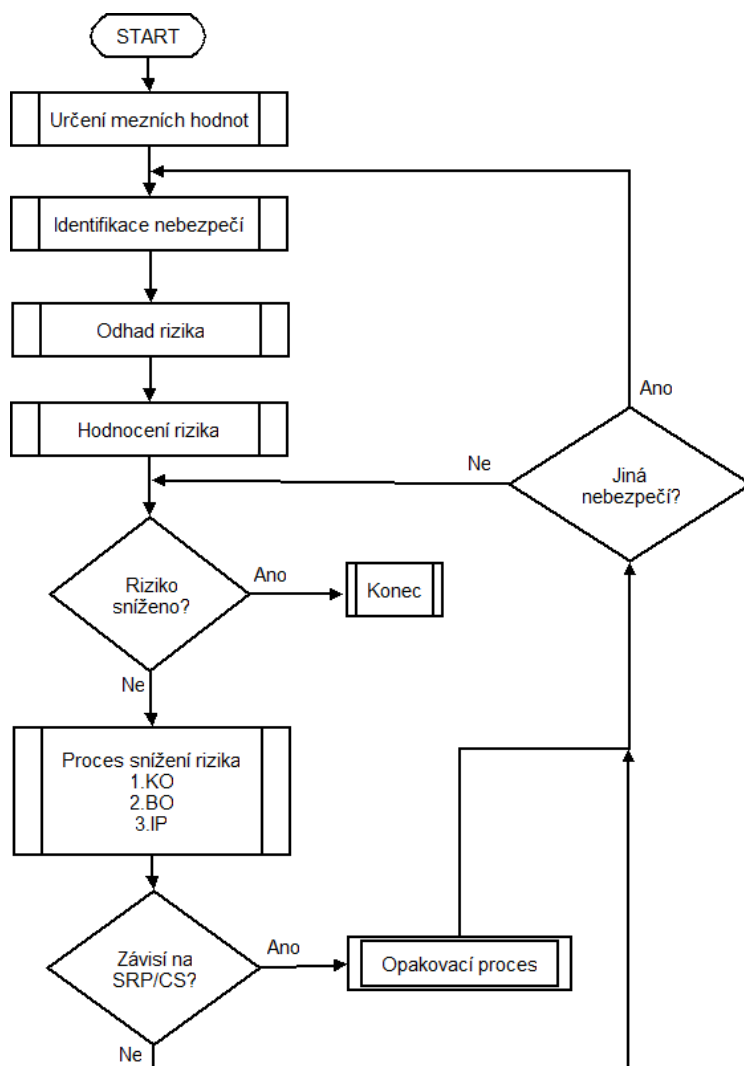 START
Určení mezních hodnot
Identifikace nebezpečí
Odhad rizika
Ano
Hodnocení rizika
Ne
Jiná
nebezpečí?
Riziko
sníženo?
Ano
Konec
Ne
Proces snížení rizika
1.KO
2.BO
3.IP
Závisí na
SRP/CS?
Ano
Opakovací proces
Ne